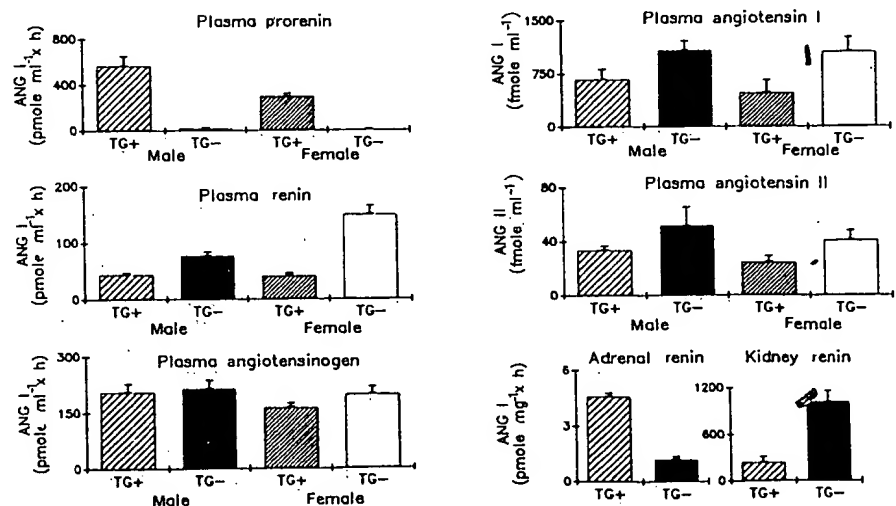 Plasma prorenin
ANG I
(pmole ml⁻¹ x h)
800
400
0
TG+ TG− TG+ TG−
Male Female
Plasma renin
ANG I
(pmole ml⁻¹ x h)
200
100
0
TG+ TG− TG+ TG−
Male Female
Plasma angiotensinogen
ANG I
(pmole ml⁻¹ x h)
300
150
0
TG+ TG− TG+ TG−
Male Female
Plasma angiotensin I
ANG I
(fmole ml⁻¹)
1500
750
0
TG+ TG− TG+ TG−
Male Female
Plasma angiotensin II
ANG II
(fmole ml⁻¹)
80
40
0
TG+ TG− TG+ TG−
Male Female
Adrenal renin
ANG I
(pmole mg⁻¹ x h)
6
3
0
TG+ TG−
Kidney renin
1200
600
0
TG+ TG−